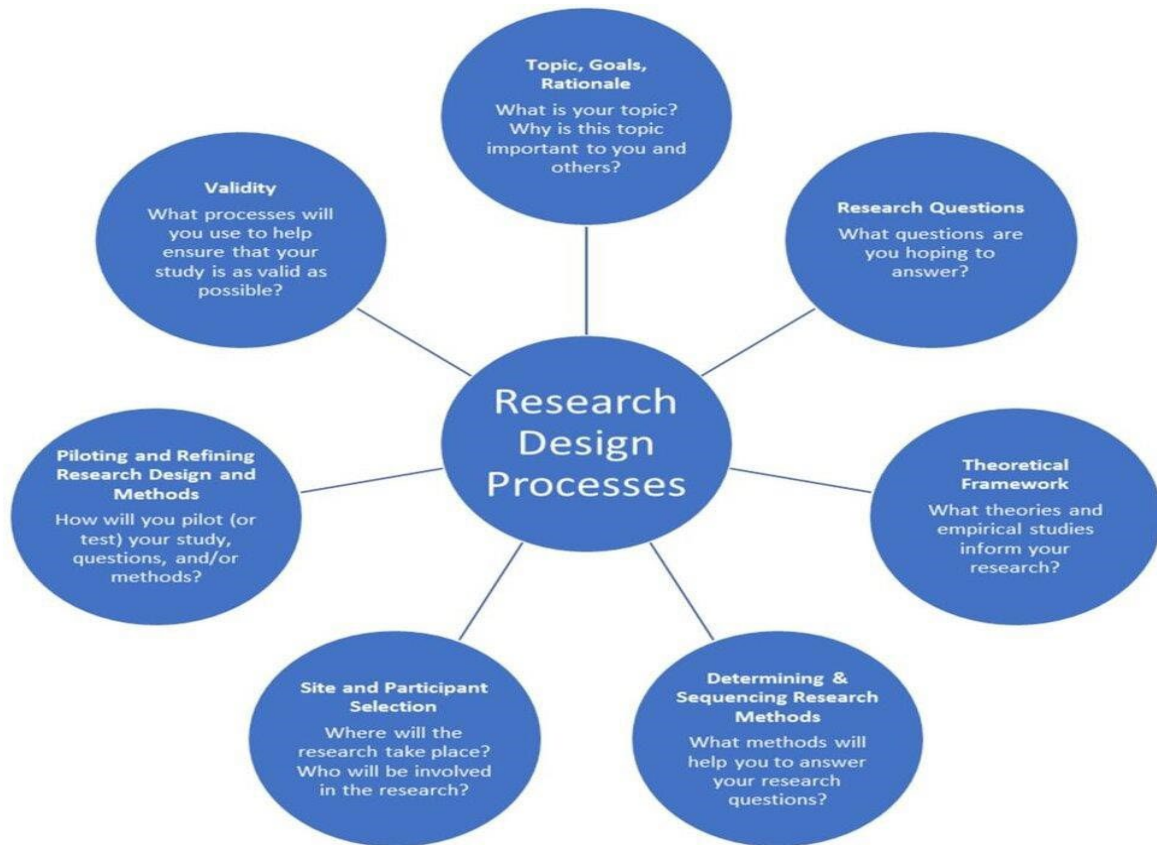 Topic, Goals,
Rationale
What is your topic?
Why is this topic
important to you and
others?
Research Questions
What questions are
you hoping to
answer?
Theoretical
Framework
What theories and
empirical studies
inform your
research?
Determining &
Sequencing Research
Methods
What methods will
help you to answer
your research
questions?
Site and Participant
Selection
Where will the
research take place?
Who will be involved
in the research?
Piloting and Refining
Research Design and
Methods
How will you pilot (or
test) your study,
questions, and/or
methods?
Validity
What processes will
you use to help
ensure that your
study is as valid as
possible?
Research
Design
Processes